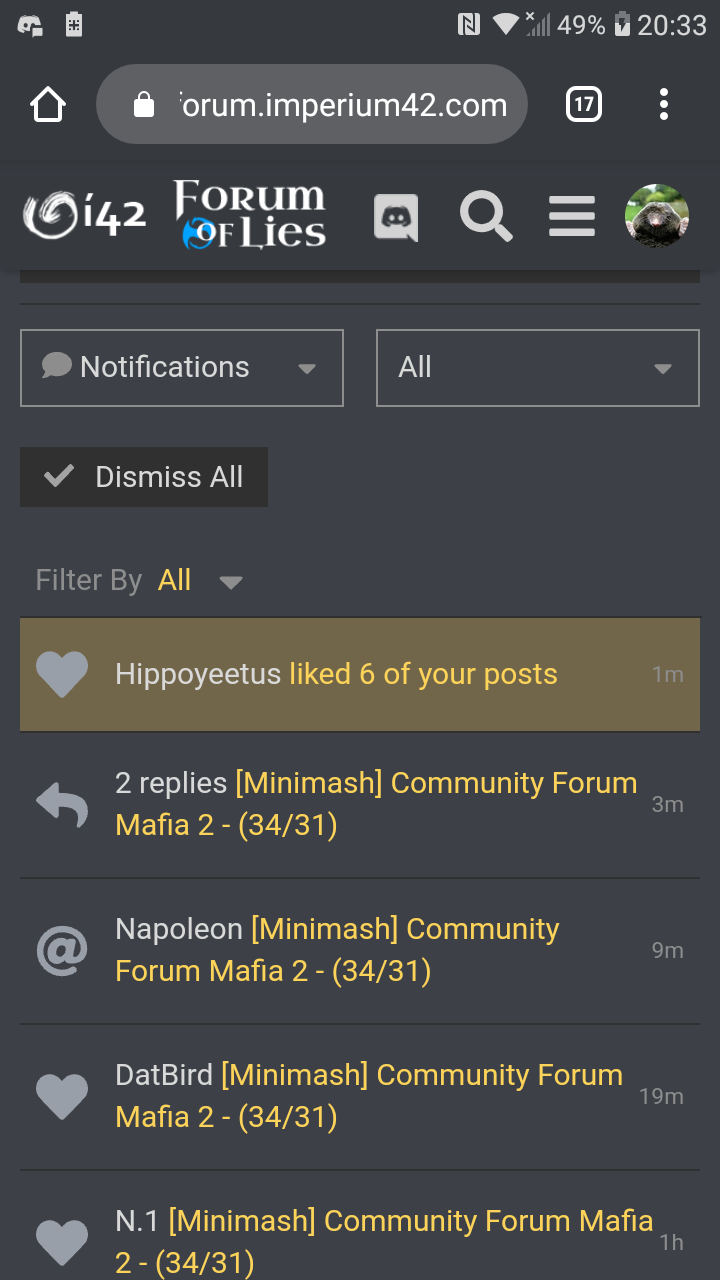 49% 20:33
forum.imperium42.com 17
i42 FORUM OF LIES
Notifications All
Dismiss All
Filter By All
Hippoyeetus liked 6 of your posts 1m
2 replies [Minimash] Community Forum
Mafia 2 - (34/31) 3m
Napoleon [Minimash] Community
Forum Mafia 2 - (34/31) 9m
DatBird [Minimash] Community Forum
Mafia 2 - (34/31) 19m
N.1 [Minimash] Community Forum Mafia
2 - (34/31) 1h